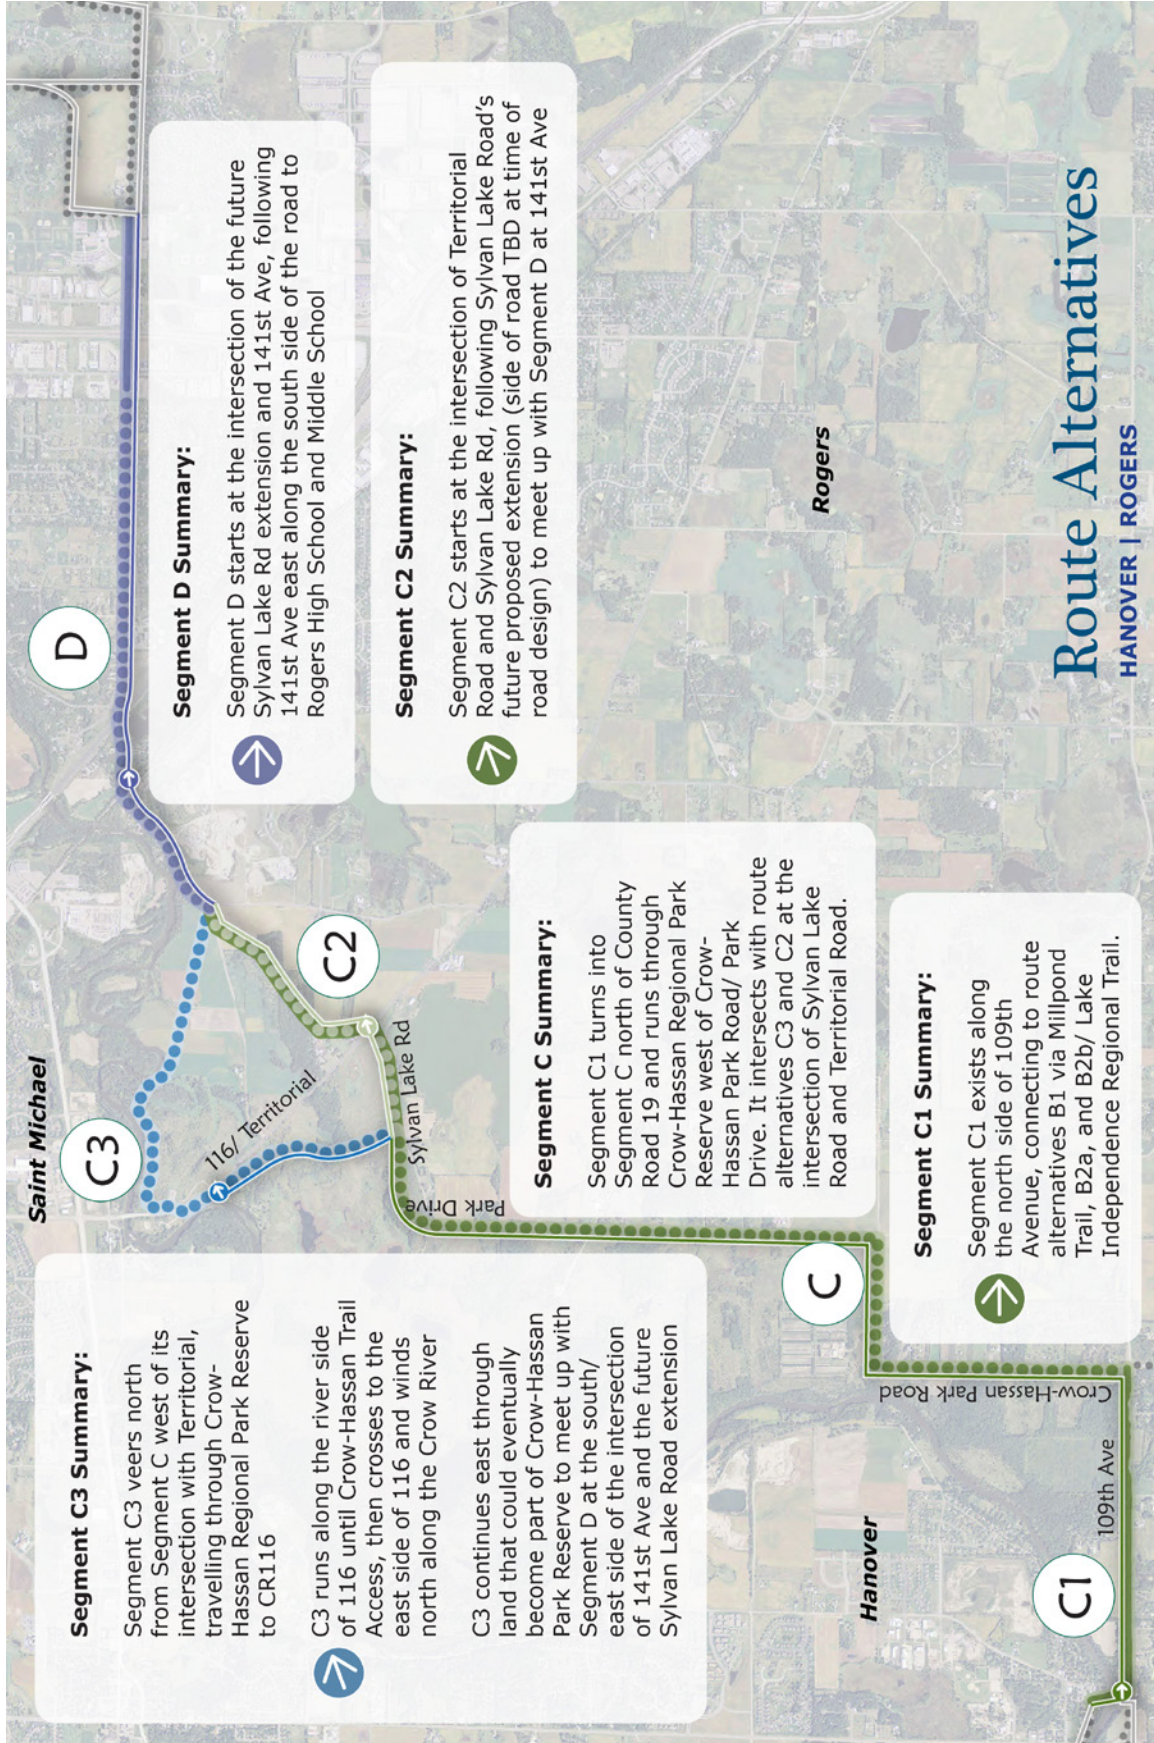 Saint Michael
Segment C3 Summary:
Segment C3 veers north
from Segment C west of its
intersection with Territorial,
travelling through Crow-
Hassan Regional Park Reserve
to CR116
C3 runs along the river side
of 116 until Crow-Hassan Trail
Access, then crosses to the
east side of 116 and winds
north along the Crow River
C3 continues east through
land that could eventually
become part of Crow-Hassan
Park Reserve to meet up with
Segment D at the south/
east side of the intersection
of 141st Ave and the future
Sylvan Lake Road extension
C3
116/ Territorial
D
Segment D Summary:
Segment D starts at the intersection of the future
Sylvan Lake Rd extension and 141st Ave, following
141st Ave east along the south side of the road to
Rogers High School and Middle School
C2
Sylvan Lake Rd
Park Drive
Segment C2 Summary:
Segment C2 starts at the intersection of Territorial
Road and Sylvan Lake Rd, following Sylvan Lake Road's
future proposed extension (side of road TBD at time of
road design) to meet up with Segment D at 141st Ave
Segment C Summary:
Segment C1 turns into
Segment C north of County
Road 19 and runs through
Crow-Hassan Regional Park
Reserve west of Crow-
Hassan Park Road/ Park
Drive. It intersects with route
alternatives C3 and C2 at the
intersection of Sylvan Lake
Road and Territorial Road.
C
Rogers
Hanover
Crow-Hassan Park Road
Segment C1 Summary:
Segment C1 exists along
the north side of 109th
Avenue, connecting to route
alternatives B1 via Millpond
Trail, B2a, and B2b/ Lake
Independence Regional Trail.
C1
109th Ave
Route Alternatives
HANOVER | ROGERS